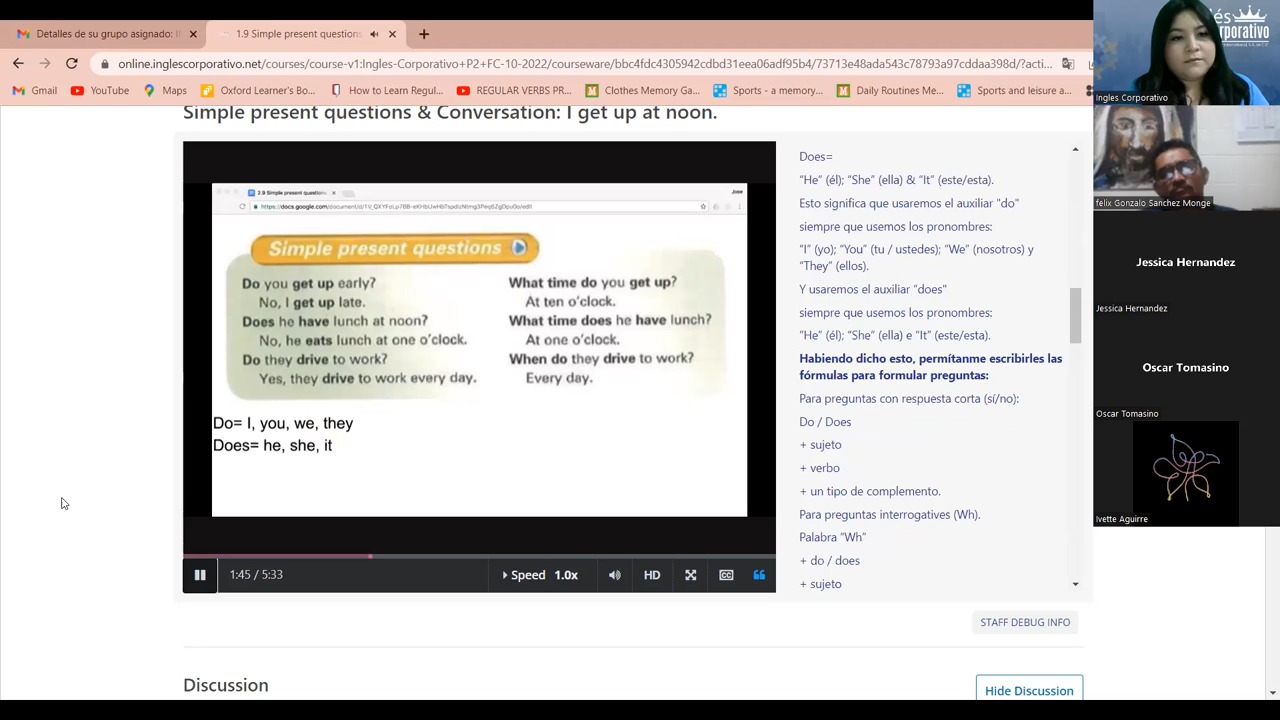 Detalles de su grupo asignado: I
1.9 Simple present questions
online.inglescorporativo.net/courses/course-v1:Ingles-Corporativo+P2+FC-10-2022/courseware/bbc4fdc4305942cdbd31eea06adf95b4/73713e48ada543c78793a97cddaa398d/?acti...
Gmail
YouTube
Maps
Oxford Learner's Bo...
How to Learn Regul...
REGULAR VERBS PR...
Clothes Memory Ga...
Sports - a memory...
Daily Routines Me...
Sports and leisure a...
Simple present questions & Conversation: I get up at noon.
2.9 Simple present question
Jose
Simple present questions
Do you get up early?
No, I get up late.
Does he have lunch at noon?
No, he eats lunch at one o'clock.
Do they drive to work?
Yes, they drive to work every day.
What time do you get up?
At ten o'clock.
What time does he have lunch?
At one o'clock.
When do they drive to work?
Every day.
Do= I, you, we, they
Does= he, she, it
1:45 / 5:33
Speed 1.0x
HD
CC
Does=
“He” (él); “She” (ella) & “It” (este/esta).
Esto significa que usaremos el auxiliar "do"
siempre que usemos los pronombres:
“I” (yo); “You” (tu / ustedes); “We” (nosotros) y
“They” (ellos).
Y usaremos el auxiliar “does”
siempre que usemos los pronombres:
“He” (él); “She” (ella) e “It” (este/esta).
Habiendo dicho esto, permítanme escribirles las
fórmulas para formular preguntas:
Para preguntas con respuesta corta (sí/no):
Do / Does
+ sujeto
+ verbo
+ un tipo de complemento.
Para preguntas interrogativas (Wh).
Palabra “Wh”
+ do / does
+ sujeto
STAFF DEBUG INFO
Discussion
Hide Discussion
Ingles Corporativo
felix Gonzalo Sanchez Monge
Jessica Hernandez
Jessica Hernandez
Oscar Tomasino
Oscar Tomasino
Ivette Aguirre